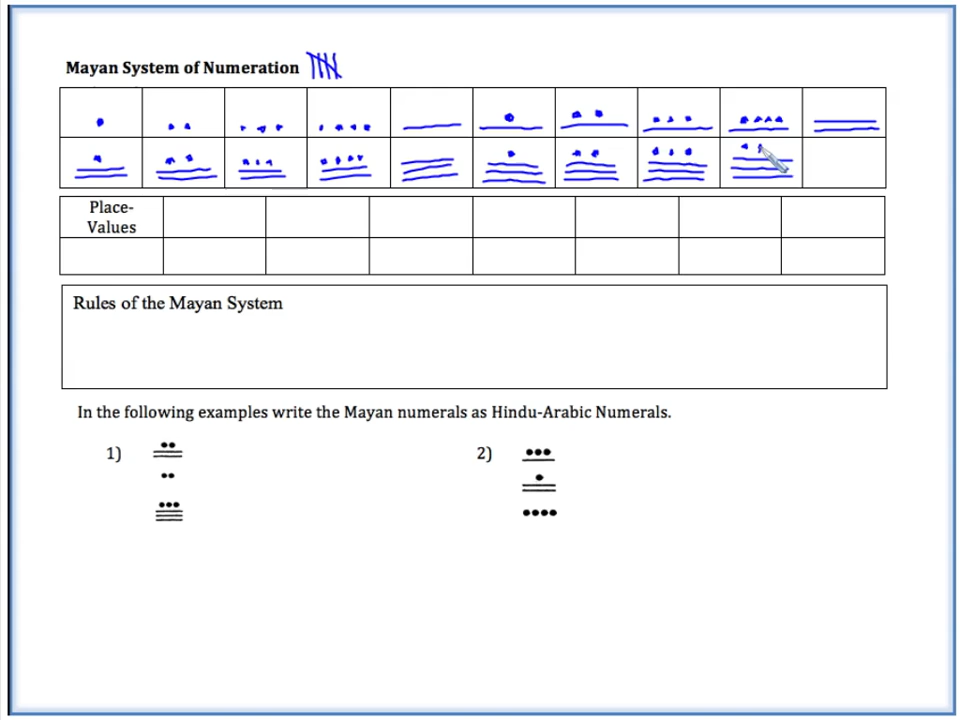 Mayan System of Numeration
Place-
Values
Rules of the Mayan System
In the following examples write the Mayan numerals as Hindu-Arabic Numerals.
1)
2)